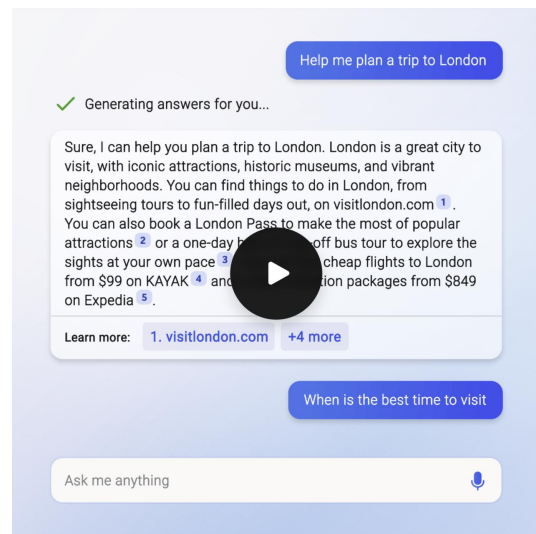 Help me plan a trip to London
Generating answers for you...
Sure, I can help you plan a trip to London. London is a great city to
visit, with iconic attractions, historic museums, and vibrant
neighborhoods. You can find things to do in London, from
sightseeing tours to fun-filled days out, on visitlondon.com 1 .
You can also book a London Pass to make the most of popular
attractions 2 or a one-day -off bus tour to explore the
sights at your own pace 3 cheap flights to London
from $99 on KAYAK 4 and packages from $849
on Expedia 5 .
Learn more: 1. visitlondon.com +4 more
When is the best time to visit
Ask me anything